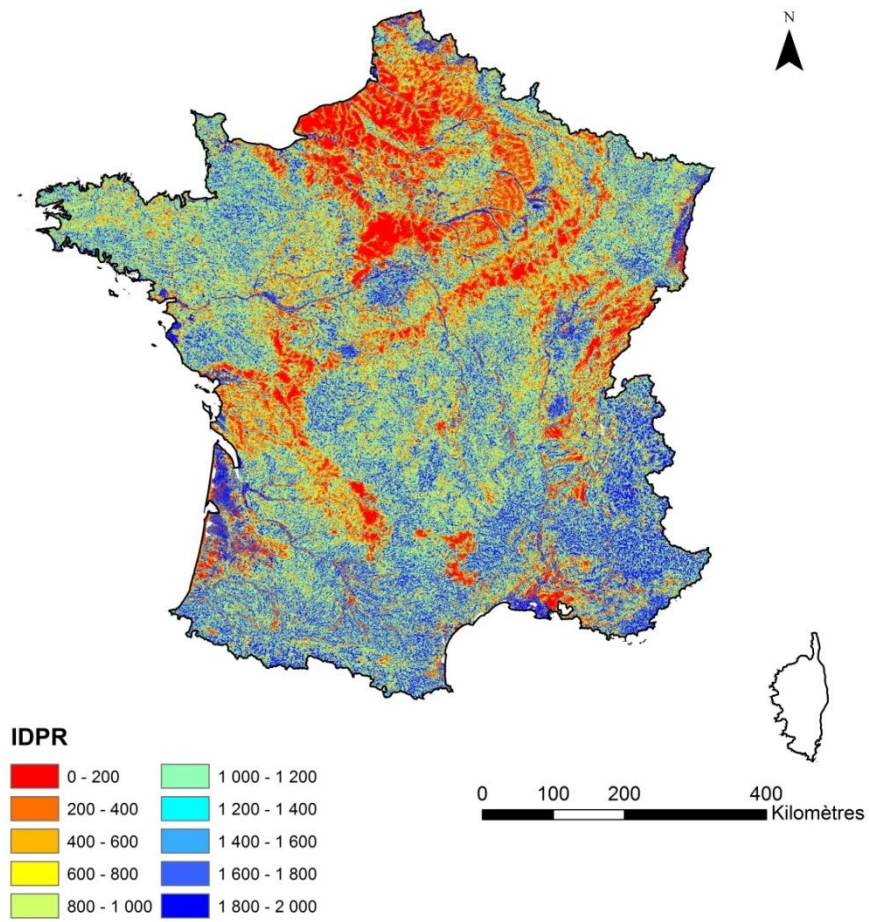 N
IDPR
0 - 200
200 - 400
400 - 600
600 - 800
800 - 1 000
1 000 - 1 200
1 200 - 1 400
1 400 - 1 600
1 600 - 1 800
1 800 - 2 000
0 100 200 400
Kilomètres